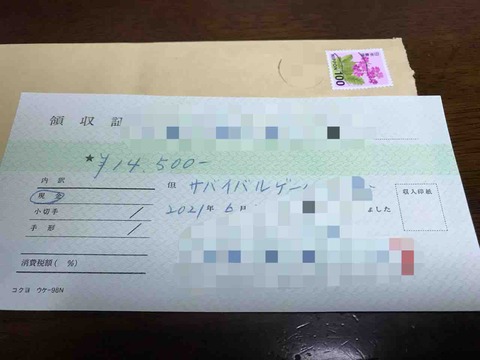 100
領収証
★ ¥14,500-
内訳
現金
小切手 /
手形 /
消費税額( %)
但 サバイバルゲー
2021年6月
ました
収入印紙
コクヨ ウケ-98N